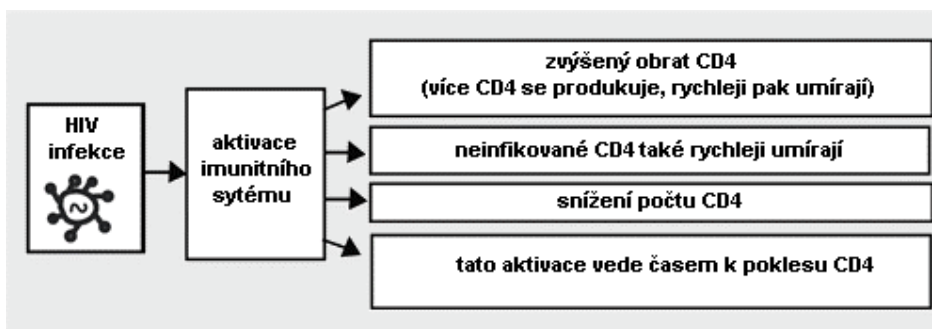 HIV
infekce
aktivace
imunitního
sytému
zvýšený obrat CD4
(více CD4 se produkuje, rychleji pak umírají)
neinfikované CD4 také rychleji umírají
snížení počtu CD4
tato aktivace vede časem k poklesu CD4